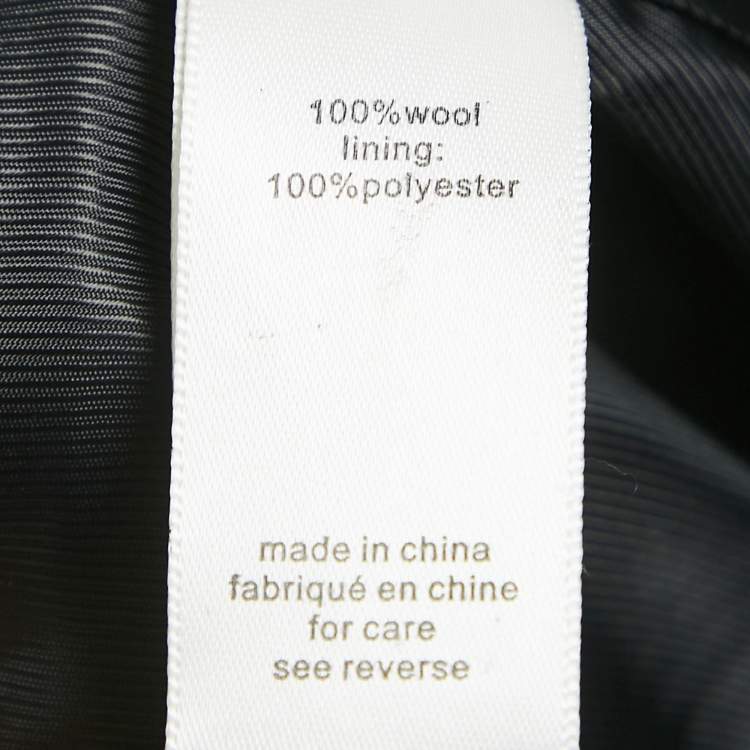 100%wool
lining:
100%polyester
made in china
fabriqué en chine
for care
see reverse